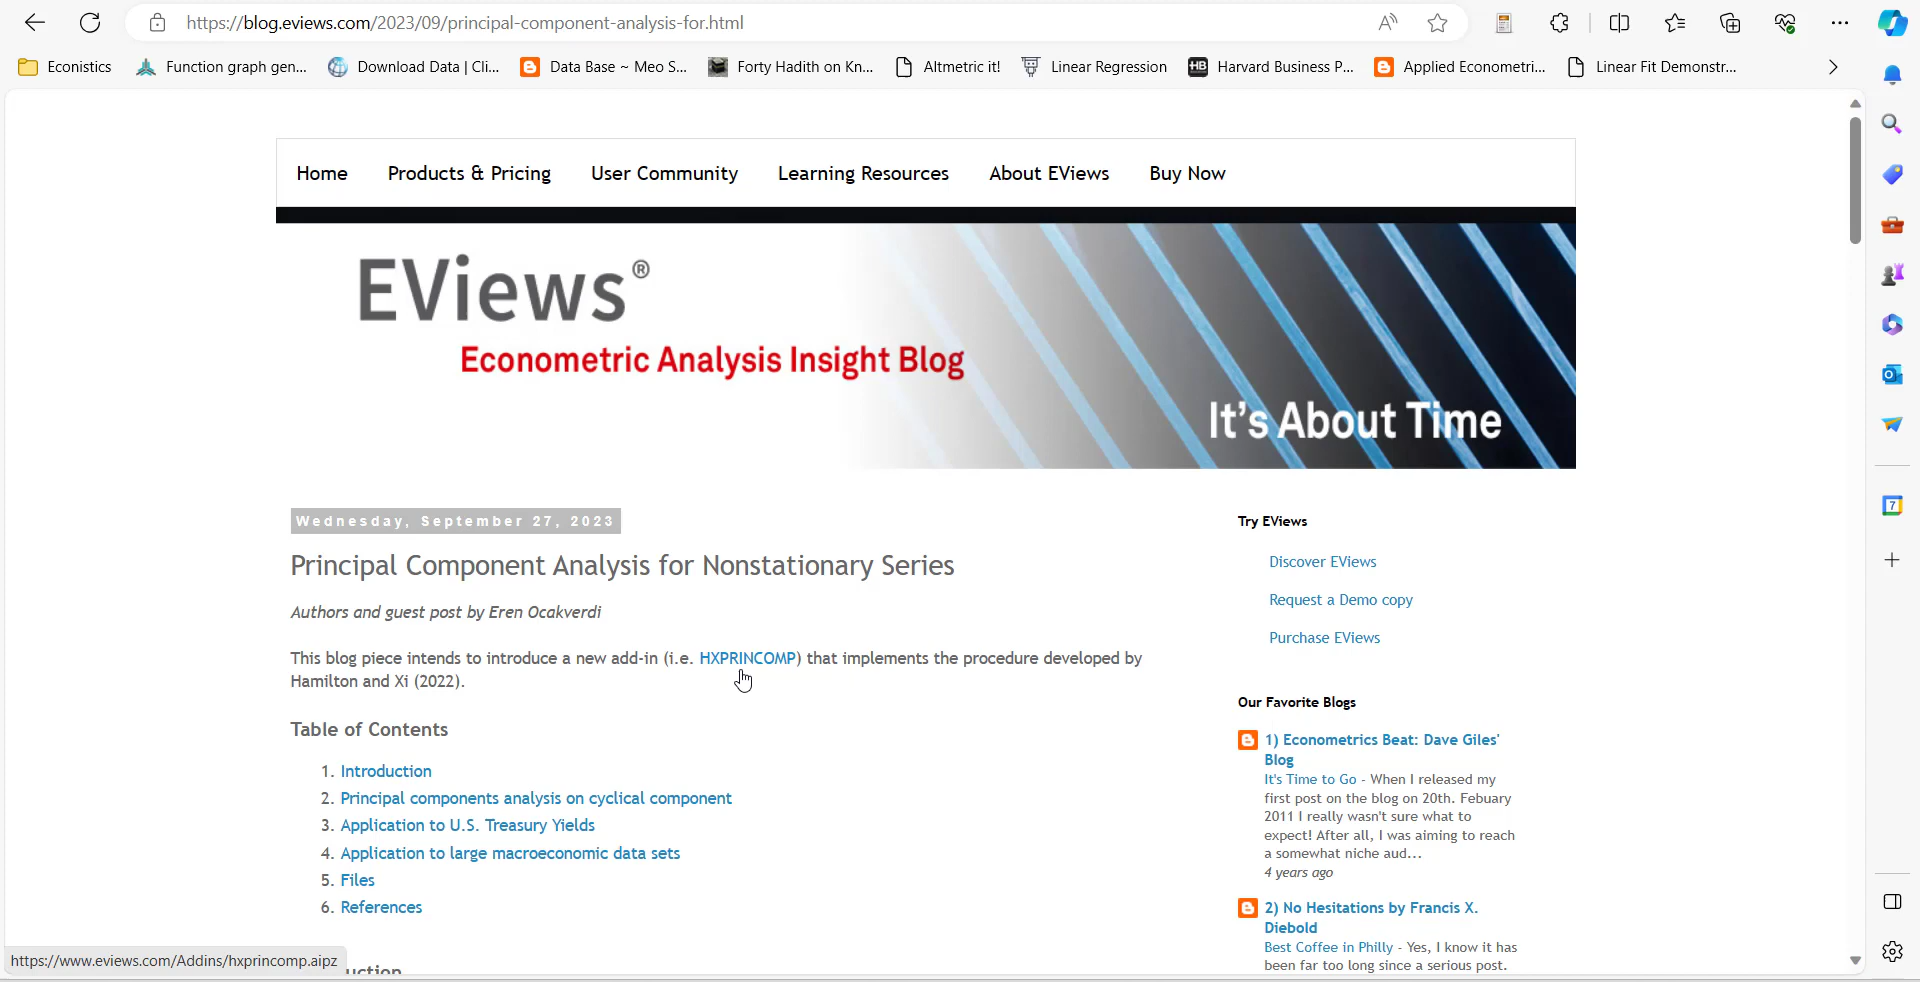 https://blog.eviews.com/2023/09/principal-component-analysis-for.html
Econistics
Function graph gen...
Download Data | Cli...
Data Base ~ Meo S...
Forty Hadith on Kn...
Altmetric it!
Linear Regression
HB
Harvard Business P...
Applied Econometri...
Linear Fit Demonstr...
Home
Products & Pricing
User Community
Learning Resources
About EViews
Buy Now
EViews®
Econometric Analysis Insight Blog
It's About Time
Wednesday, September 27, 2023
Principal Component Analysis for Nonstationary Series
Authors and guest post by Eren Ocakverdi
This blog piece intends to introduce a new add-in (i.e. HXPRINCOMP) that implements the procedure developed by
Hamilton and Xi (2022).
Table of Contents
1. Introduction
2. Principal components analysis on cyclical component
3. Application to U.S. Treasury Yields
4. Application to large macroeconomic data sets
5. Files
6. References
uction
https://www.eviews.com/Addins/hxprincomp.aipz
Try EViews
Discover EViews
Request a Demo copy
Purchase EViews
Our Favorite Blogs
1) Econometrics Beat: Dave Giles'
Blog
It's Time to Go - When I released my
first post on the blog on 20th. Febuary
2011 I really wasn't sure what to
expect! After all, I was aiming to reach
a somewhat niche aud...
4 years ago
2) No Hesitations by Francis X.
Diebold
Best Coffee in Philly - Yes, I know it has
been far too long since a serious post.
7